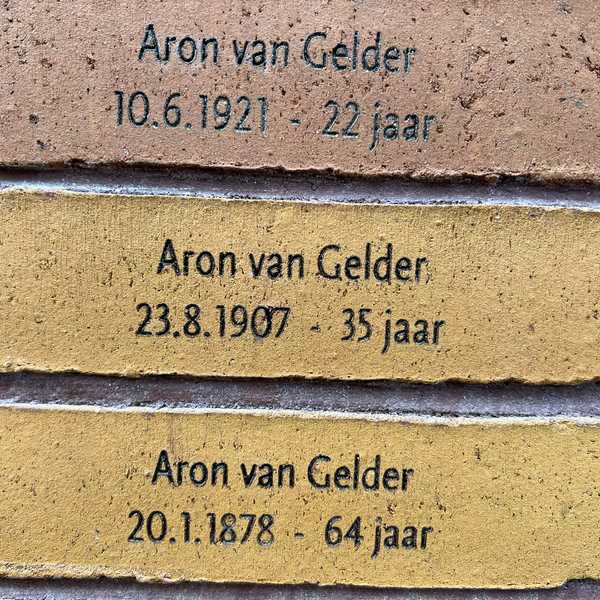 Aron van Gelder
10.6.1921 - 22 jaar
Aron van Gelder
23.8.1907 - 35 jaar
Aron van Gelder
20.1.1878 - 64 jaar